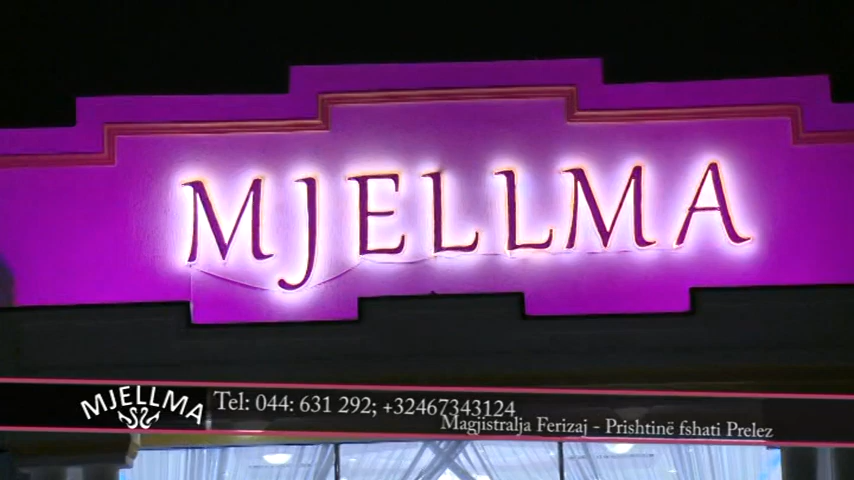 MJELLMA
MJELLMA
Tel: 044: 631 292; +32467343124
Magjistralja Ferizaj - Prishtinë fshati Prelez